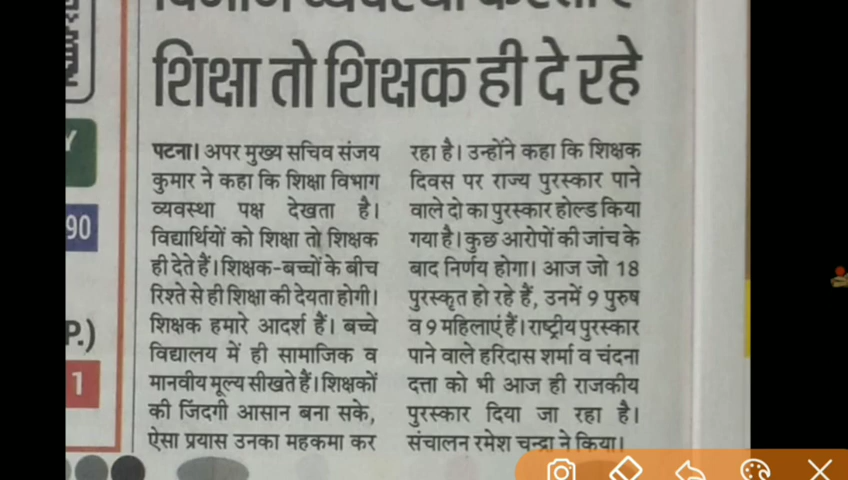 शिक्षा तो शिक्षक ही दे रहे
पटना। अपर मुख्य सचिव संजय
कुमार ने कहा कि शिक्षा विभाग
व्यवस्था पक्ष देखता है।
विद्यार्थियों को शिक्षा तो शिक्षक
ही देते हैं। शिक्षक-बच्चों के बीच
रिश्ते से ही शिक्षा की देयता होगी।
शिक्षक हमारे आदर्श हैं। बच्चे
विद्यालय में ही सामाजिक व
मानवीय मूल्य सीखते हैं। शिक्षकों
की जिंदगी आसान बना सके,
ऐसा प्रयास उनका महकमा कर
रहा है। उन्होंने कहा कि शिक्षक
दिवस पर राज्य पुरस्कार पाने
वाले दो का पुरस्कार होल्ड किया
गया है। कुछ आरोपों की जांच के
बाद निर्णय होगा। आज जो 18
पुरस्कृत हो रहे हैं, उनमें 9 पुरुष
व 9 महिलाएं हैं। राष्ट्रीय पुरस्कार
पाने वाले हरिदास शर्मा व चंदना
दत्ता को भी आज ही राजकीय
पुरस्कार दिया जा रहा है।
संचालन रमेश चन्द्रा ने किया।
Y
90
P.)
1